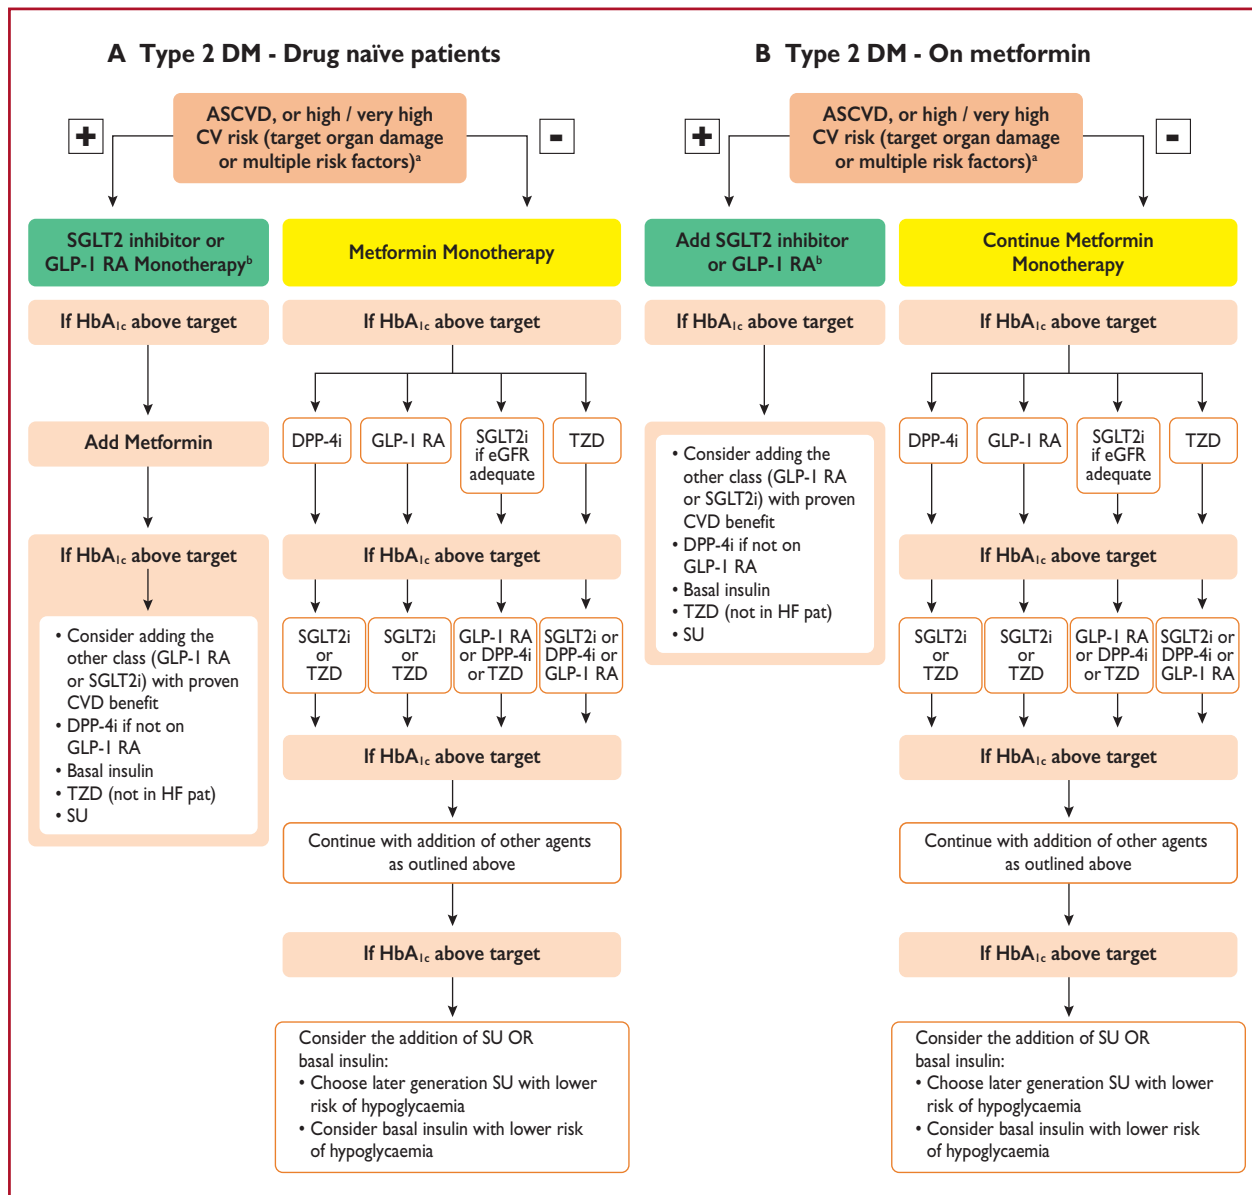 A Type 2 DM - Drug naïve patients
+
ASCVD, or high / very high
CV risk (target organ damage
or multiple risk factors)ᵃ
-
SGLT2 inhibitor or
GLP-1 RA Monotherapyᵇ
If HbA1c above target
Add Metformin
If HbA1c above target
• Consider adding the
other class (GLP-1 RA
or SGLT2i) with proven
CVD benefit
• DPP-4i if not on
GLP-1 RA
• Basal insulin
• TZD (not in HF pat)
• SU
Metformin Monotherapy
If HbA1c above target
DPP-4i
GLP-1 RA
SGLT2i
if eGFR
adequate
TZD
If HbA1c above target
SGLT2i
or
TZD
SGLT2i
or
TZD
GLP-1 RA
or DPP-4i
or TZD
SGLT2i or
DPP-4i or
GLP-1 RA
If HbA1c above target
Continue with addition of other agents
as outlined above
If HbA1c above target
Consider the addition of SU OR
basal insulin:
• Choose later generation SU with lower
risk of hypoglycaemia
• Consider basal insulin with lower risk
of hypoglycaemia
B Type 2 DM - On metformin
+
ASCVD, or high / very high
CV risk (target organ damage
or multiple risk factors)ᵃ
-
Add SGLT2 inhibitor
or GLP-1 RAᵇ
If HbA1c above target
• Consider adding the
other class (GLP-1 RA
or SGLT2i) with proven
CVD benefit
• DPP-4i if not on
GLP-1 RA
• Basal insulin
• TZD (not in HF pat)
• SU
Continue Metformin
Monotherapy
If HbA1c above target
DPP-4i
GLP-1 RA
SGLT2i
if eGFR
adequate
TZD
If HbA1c above target
SGLT2i
or
TZD
SGLT2i
or
TZD
GLP-1 RA
or DPP-4i
or TZD
SGLT2i or
DPP-4i or
GLP-1 RA
If HbA1c above target
Continue with addition of other agents
as outlined above
If HbA1c above target
Consider the addition of SU OR
basal insulin:
• Choose later generation SU with lower
risk of hypoglycaemia
• Consider basal insulin with lower risk
of hypoglycaemia